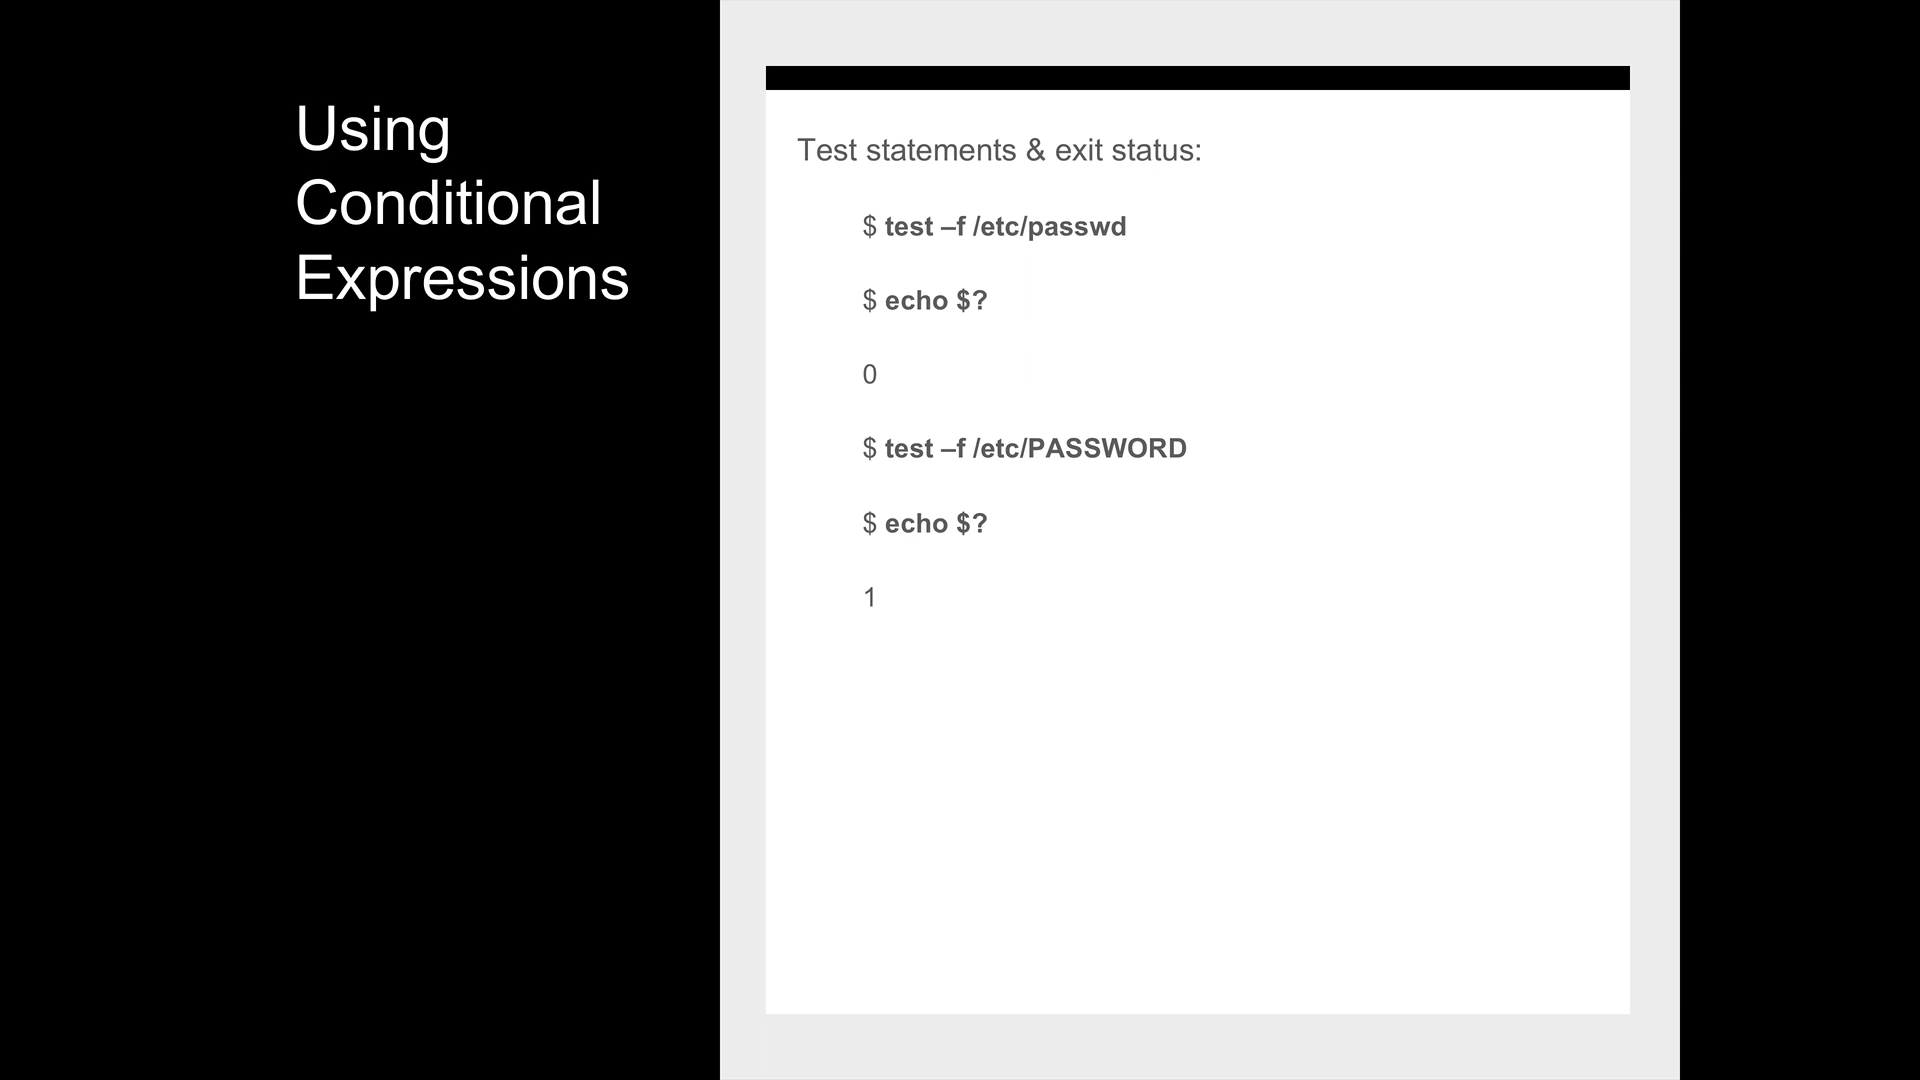 Using
Conditional
Expressions
Test statements & exit status:
$ test –f /etc/passwd
$ echo $?
0
$ test –f /etc/PASSWORD
$ echo $?
1